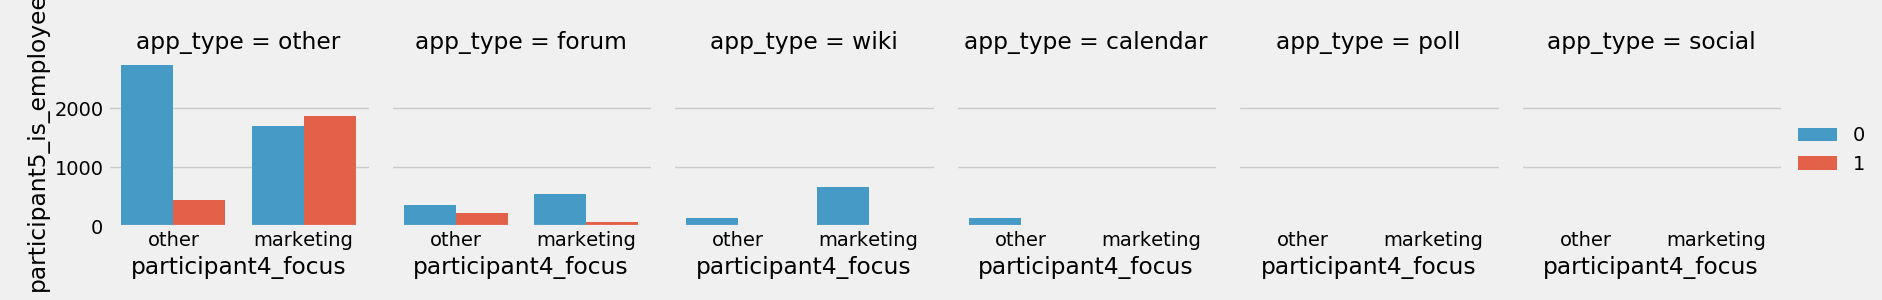 participant5_is_employee
app_type = other
app_type = forum
app_type = wiki
app_type = calendar
app_type = poll
app_type = social
2000
1000
0
other marketing
other marketing
other marketing
other marketing
other marketing
other marketing
participant4_focus
participant4_focus
participant4_focus
participant4_focus
participant4_focus
participant4_focus
0
1